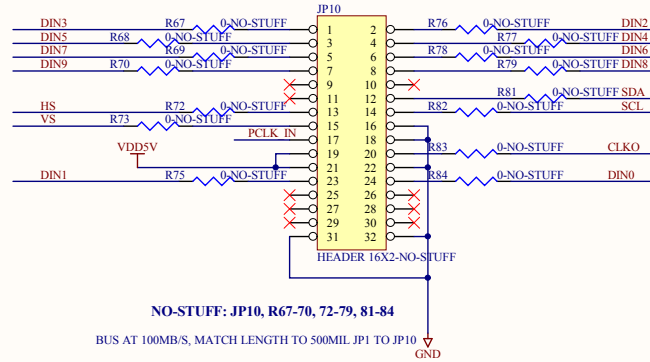 JP10
DIN3 R67 0-NO-STUFF 1 2 R76 0-NO-STUFF DIN2
DIN5 R68 0-NO-STUFF 3 4 R77 0-NO-STUFF DIN4
DIN7 R69 0-NO-STUFF 5 6 R78 0-NO-STUFF DIN6
DIN9 R70 0-NO-STUFF 7 8 R79 0-NO-STUFF DIN8
9 10
11 12 R81 0-NO-STUFF SDA
HS R72 0-NO-STUFF 13 14 R82 0-NO-STUFF SCL
VS R73 0-NO-STUFF 15 16
PCLK_IN 17 18
VDD5V 19 20 R83 0-NO-STUFF CLKO
21 22
DIN1 R75 0-NO-STUFF 23 24 R84 0-NO-STUFF DIN0
25 26
27 28
29 30
31 32
HEADER 16X2-NO-STUFF
NO-STUFF: JP10, R67-70, 72-79, 81-84
BUS AT 100MB/S, MATCH LENGTH TO 500MIL JP1 TO JP10
GND